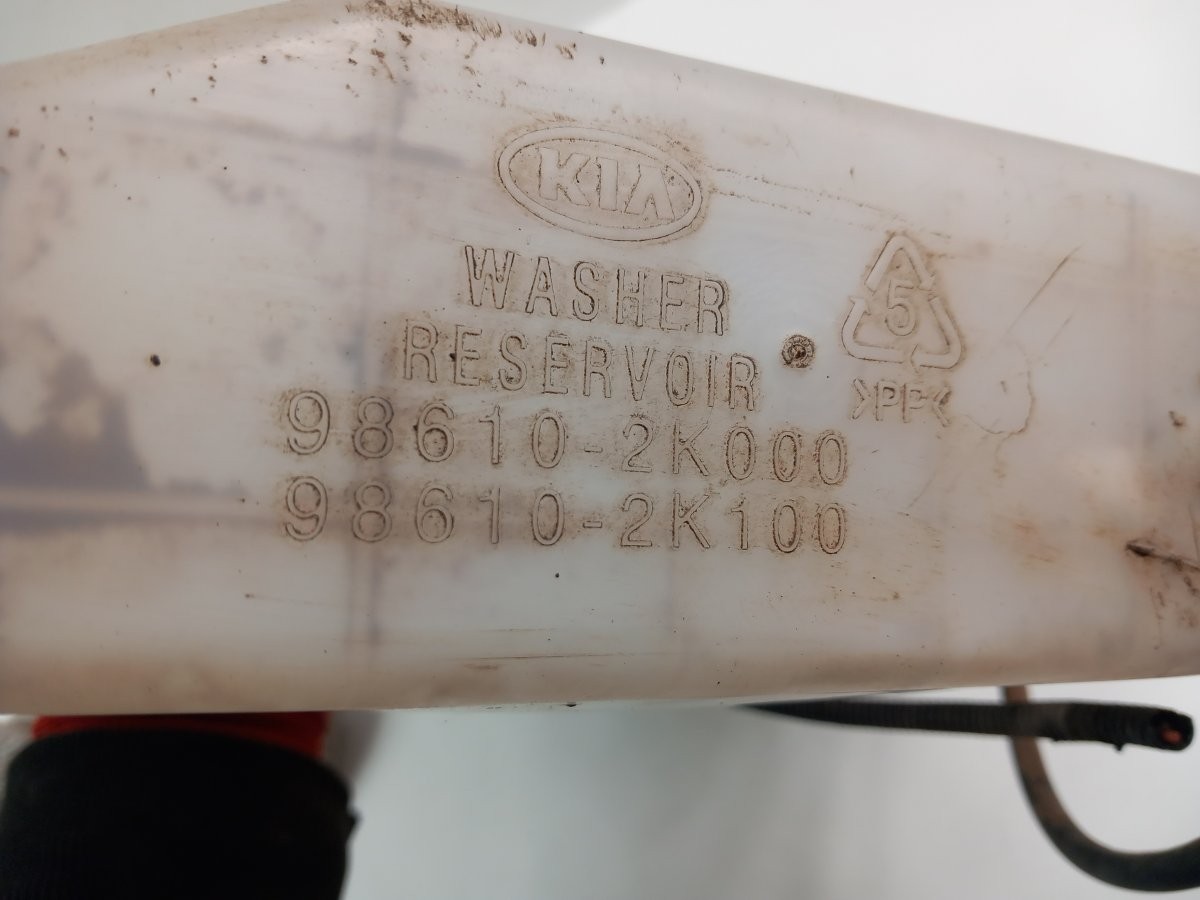 KIA
WASHER
RESERVOIR
98610-2K000
98610-2K100
5
>PP<